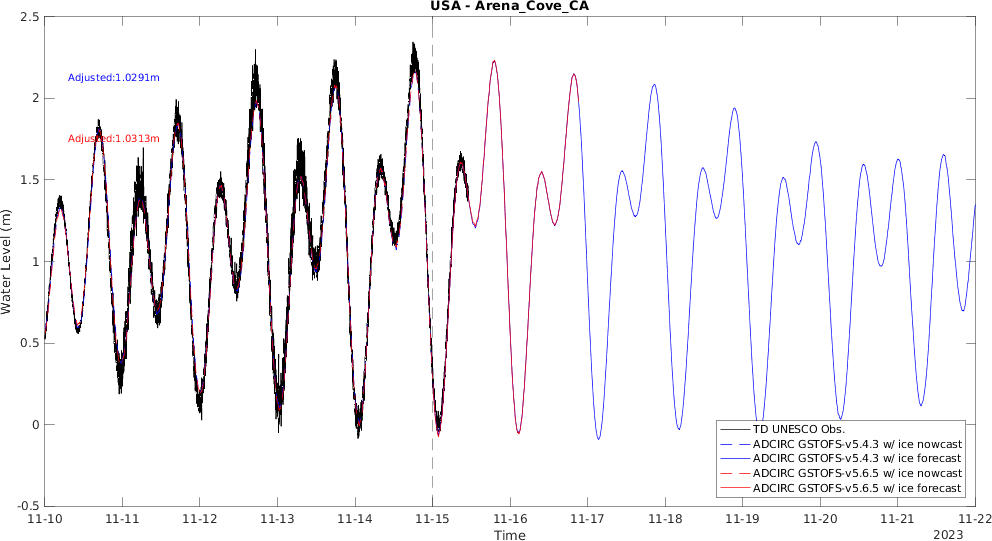 USA - Arena_Cove_CA
2.5
2
1.5
1
0.5
0
-0.5
Water Level (m)
Adjusted:1.0291m
Adjusted:1.0313m
TD UNESCO Obs.
ADCIRC GSTOFS-v5.4.3 w/ ice nowcast
ADCIRC GSTOFS-v5.4.3 w/ ice forecast
ADCIRC GSTOFS-v5.6.5 w/ ice nowcast
ADCIRC GSTOFS-v5.6.5 w/ ice forecast
11-10 11-11 11-12 11-13 11-14 11-15 11-16 11-17 11-18 11-19 11-20 11-21 11-22
Time
2023